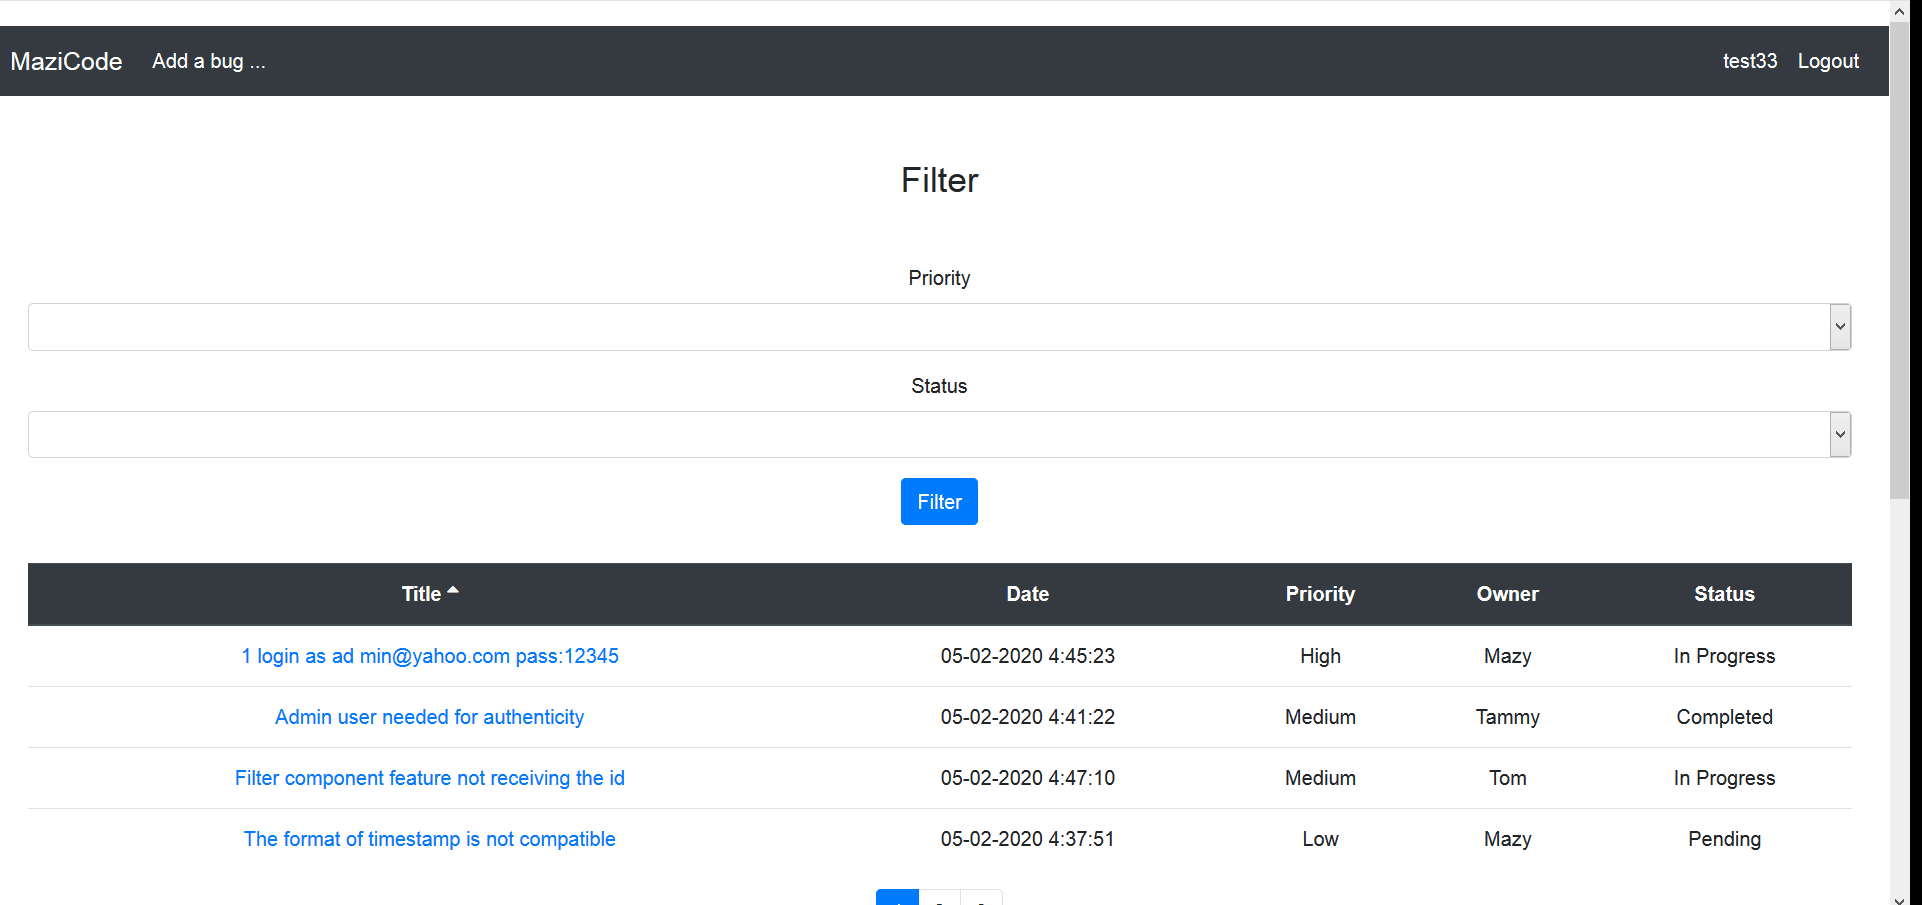 MaziCode Add a bug ... test33 Logout
Filter
Priority
Status
Filter
Title Date Priority Owner Status
1 login as ad min@yahoo.com pass:12345 05-02-2020 4:45:23 High Mazy In Progress
Admin user needed for authenticity 05-02-2020 4:41:22 Medium Tammy Completed
Filter component feature not receiving the id 05-02-2020 4:47:10 Medium Tom In Progress
The format of timestamp is not compatible 05-02-2020 4:37:51 Low Mazy Pending